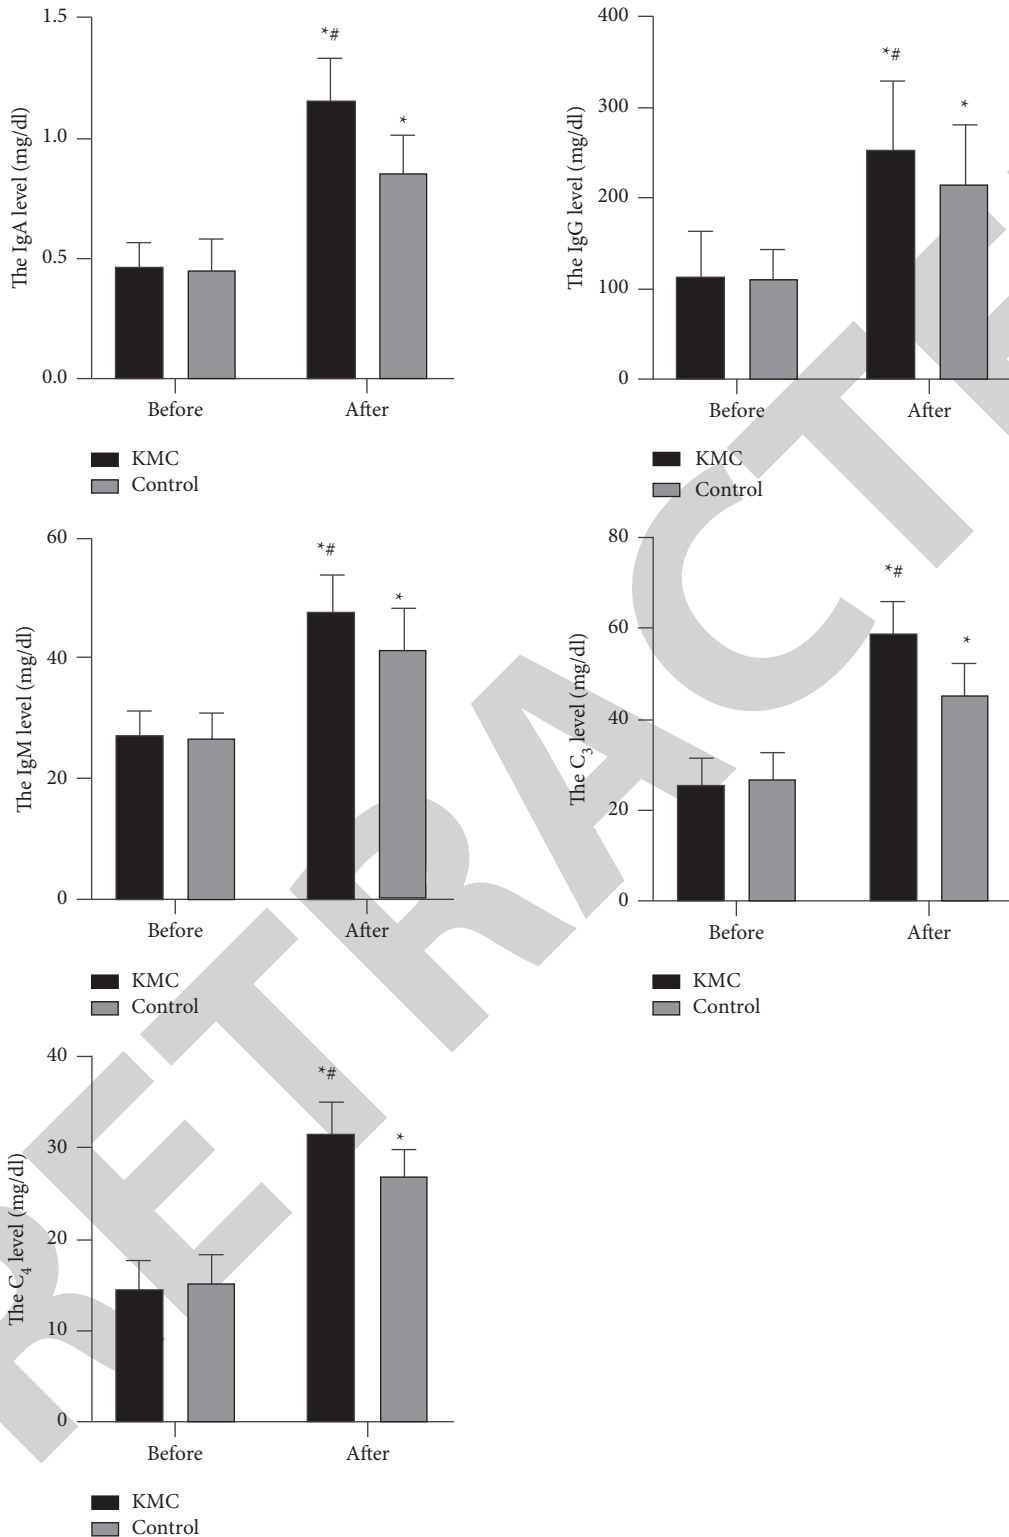 The IgA level (mg/dl)
1.5
1.0
0.5
0.0
*#
*
Before
After
KMC
Control
The IgG level (mg/dl)
400
300
200
100
0
*#
*
Before
After
KMC
Control
The IgM level (mg/dl)
60
40
20
0
*#
*
Before
After
KMC
Control
The C3 level (mg/dl)
80
60
40
20
0
*#
*
Before
After
KMC
Control
The C4 level (mg/dl)
40
30
20
10
0
*#
*
Before
After
KMC
Control
RETRACTE